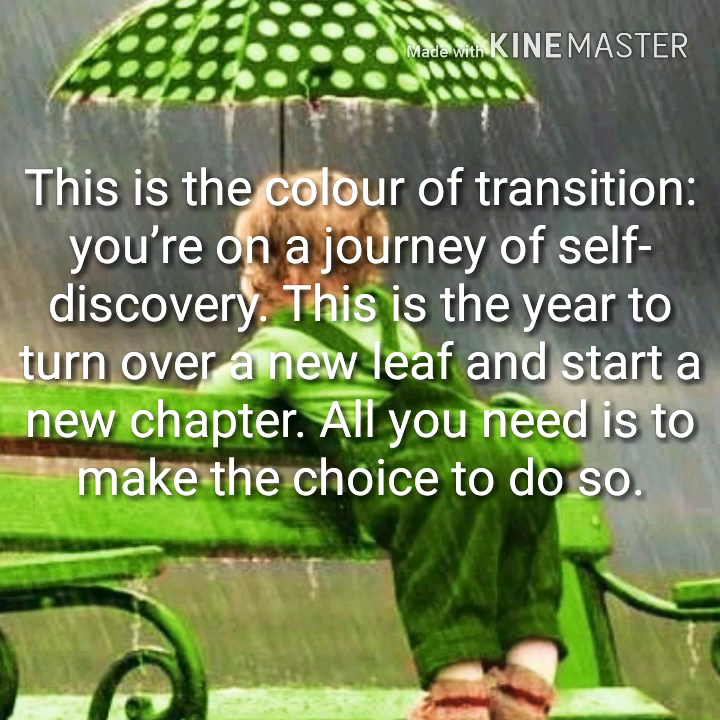 Made with KINEMASTER
This is the colour of transition:
you’re on a journey of self-
discovery. This is the year to
turn over a new leaf and start a
new chapter. All you need is to
make the choice to do so.